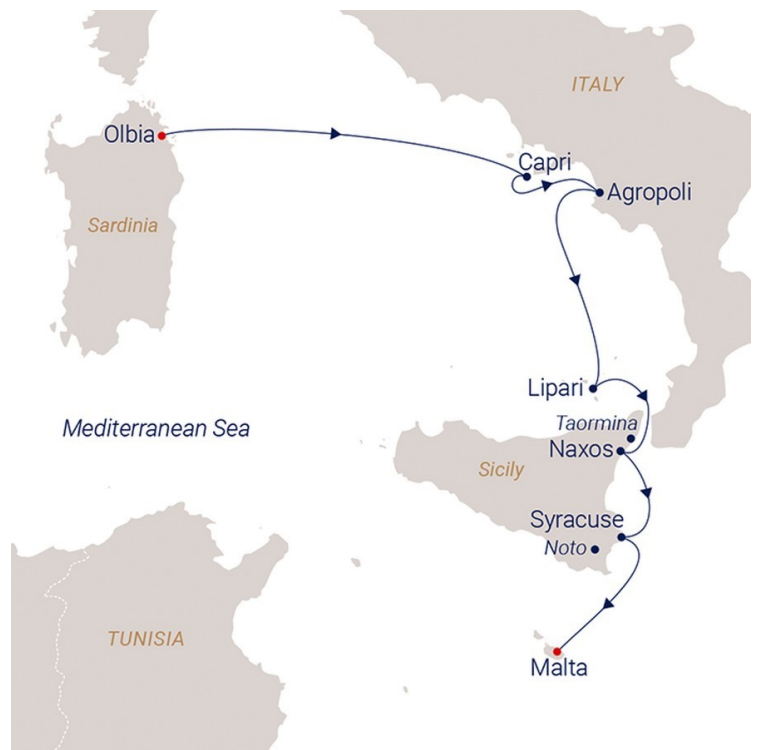 ITALY
Olbia
Capri
Agropoli
Sardinia
Lipari
Taormina
Mediterranean Sea
Naxos
Sicily
Syracuse
Noto
TUNISIA
Malta